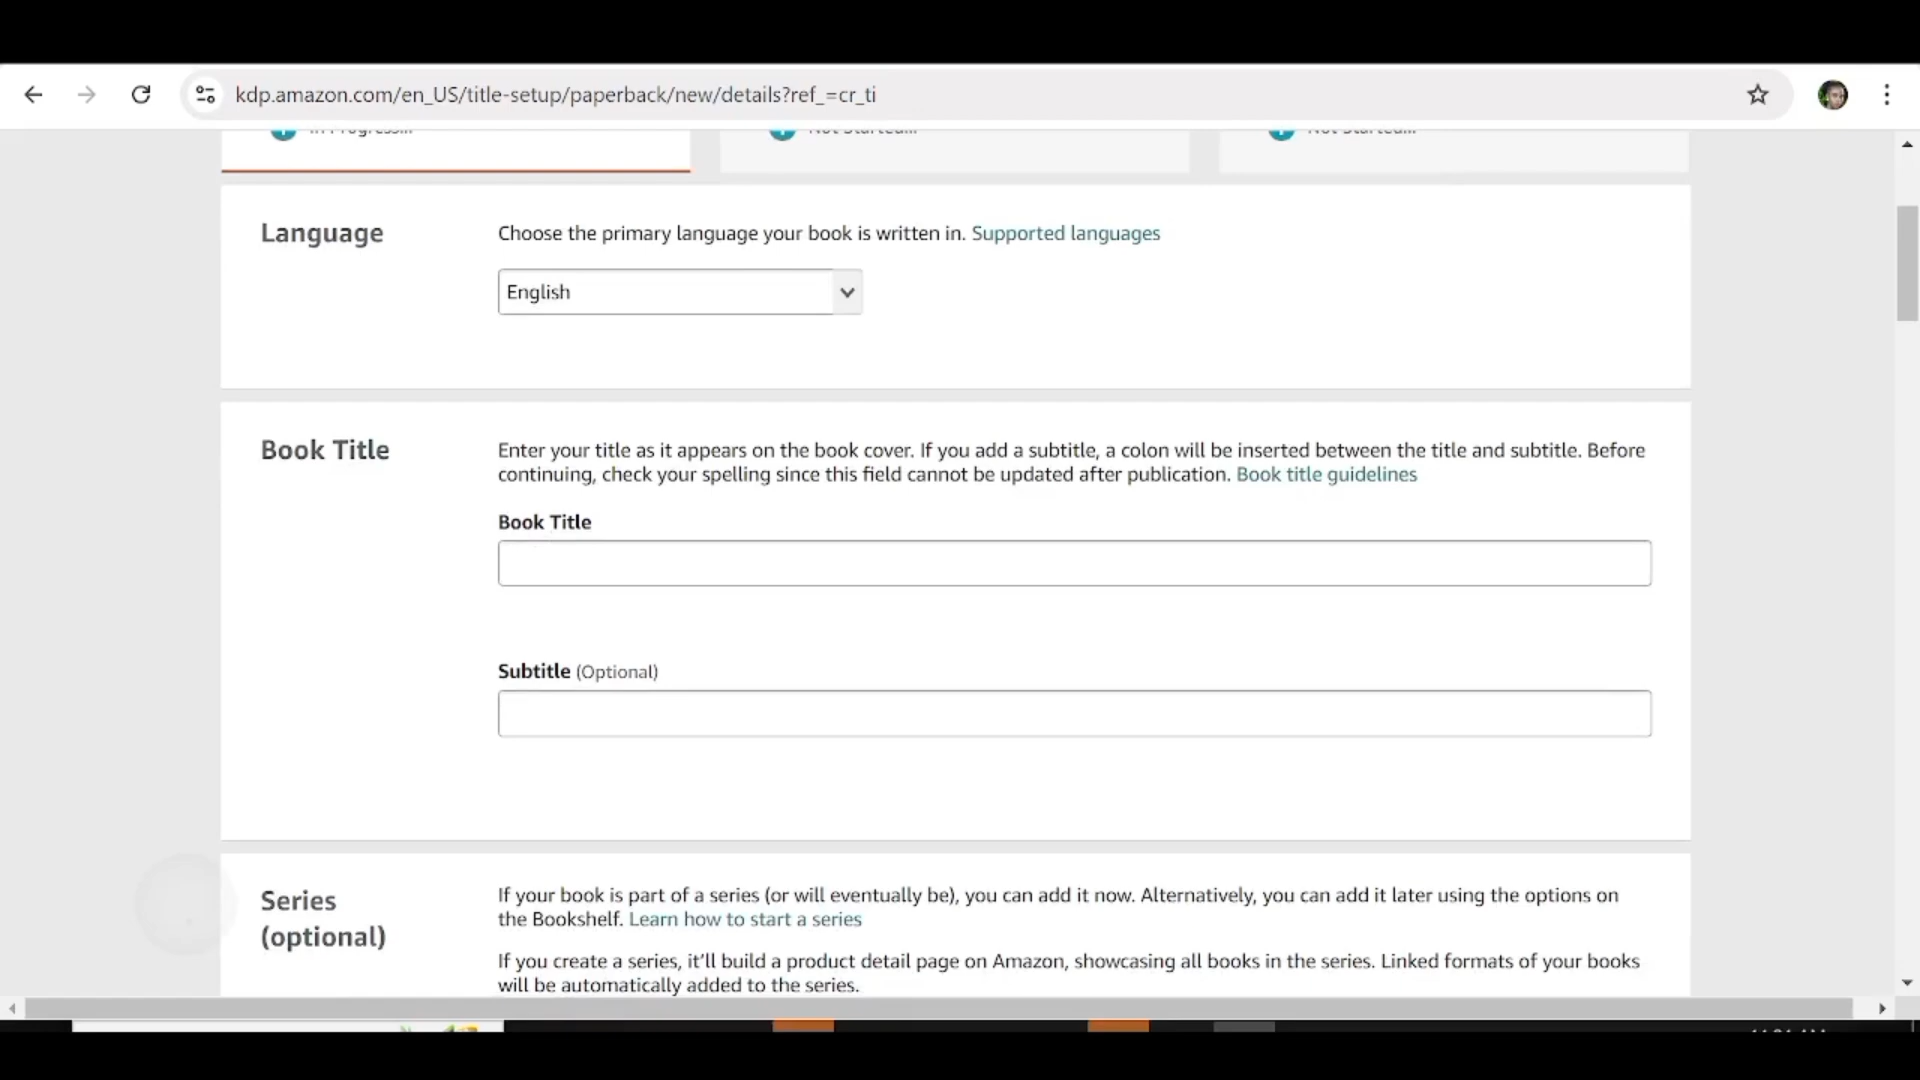 kdp.amazon.com/en_US/title-setup/paperback/new/details?ref_=cr_ti
In Progress...
Not Started...
Not Started...
Language
Choose the primary language your book is written in. Supported languages
English
Book Title
Enter your title as it appears on the book cover. If you add a subtitle, a colon will be inserted between the title and subtitle. Before
continuing, check your spelling since this field cannot be updated after publication. Book title guidelines
Book Title
Subtitle (Optional)
Series
(optional)
If your book is part of a series (or will eventually be), you can add it now. Alternatively, you can add it later using the options on
the Bookshelf. Learn how to start a series
If you create a series, it’ll build a product detail page on Amazon, showcasing all books in the series. Linked formats of your books
will be automatically added to the series.